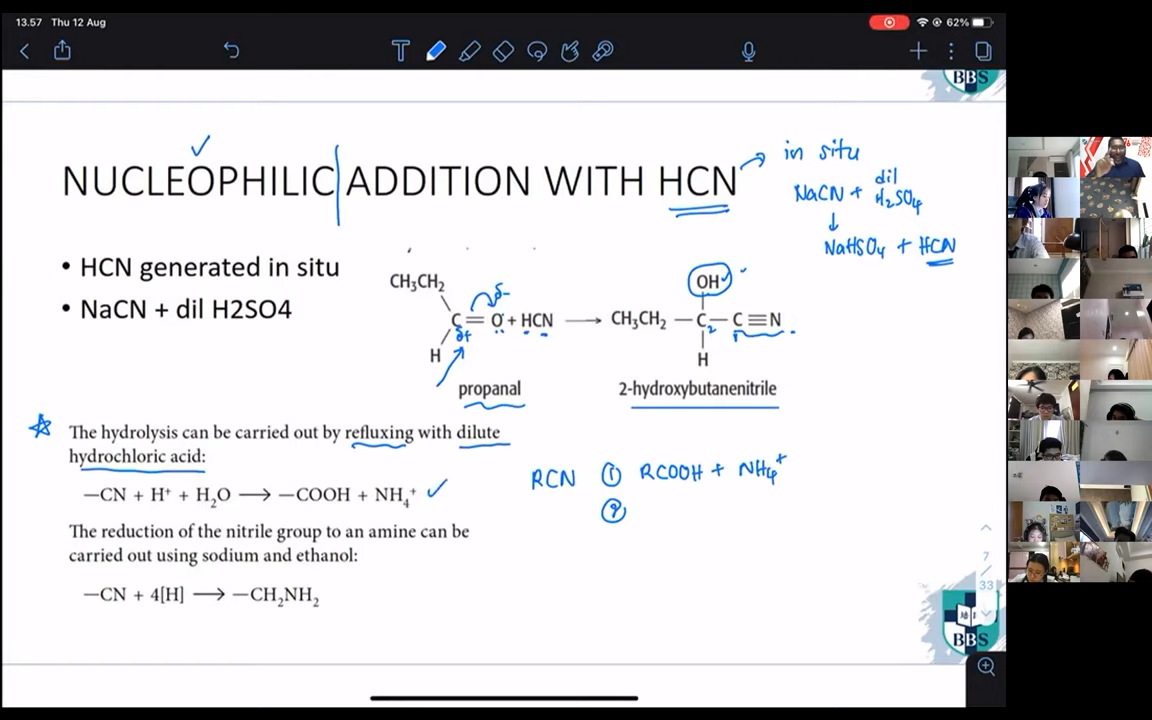 13.57 Thu 12 Aug
62%
BBS
NUCLEOPHILIC ADDITION WITH HCN
in situ
NaCN + dil H₂SO₄
↓
NaHSO₄ + HCN
• HCN generated in situ
• NaCN + dil H2SO4
CH₃CH₂
C = O + HCN ⟶ CH₃CH₂ — C — C ≡ N
δ-
δ+
H
OH
2
H
propanal
2-hydroxybutanenitrile
The hydrolysis can be carried out by refluxing with dilute
hydrochloric acid:
—CN + H⁺ + H₂O ⟶ —COOH + NH₄⁺
RCN ① RCOOH + NH₄⁺
②
The reduction of the nitrile group to an amine can be
carried out using sodium and ethanol:
—CN + 4[H] ⟶ —CH₂NH₂
7
/
33
BBS